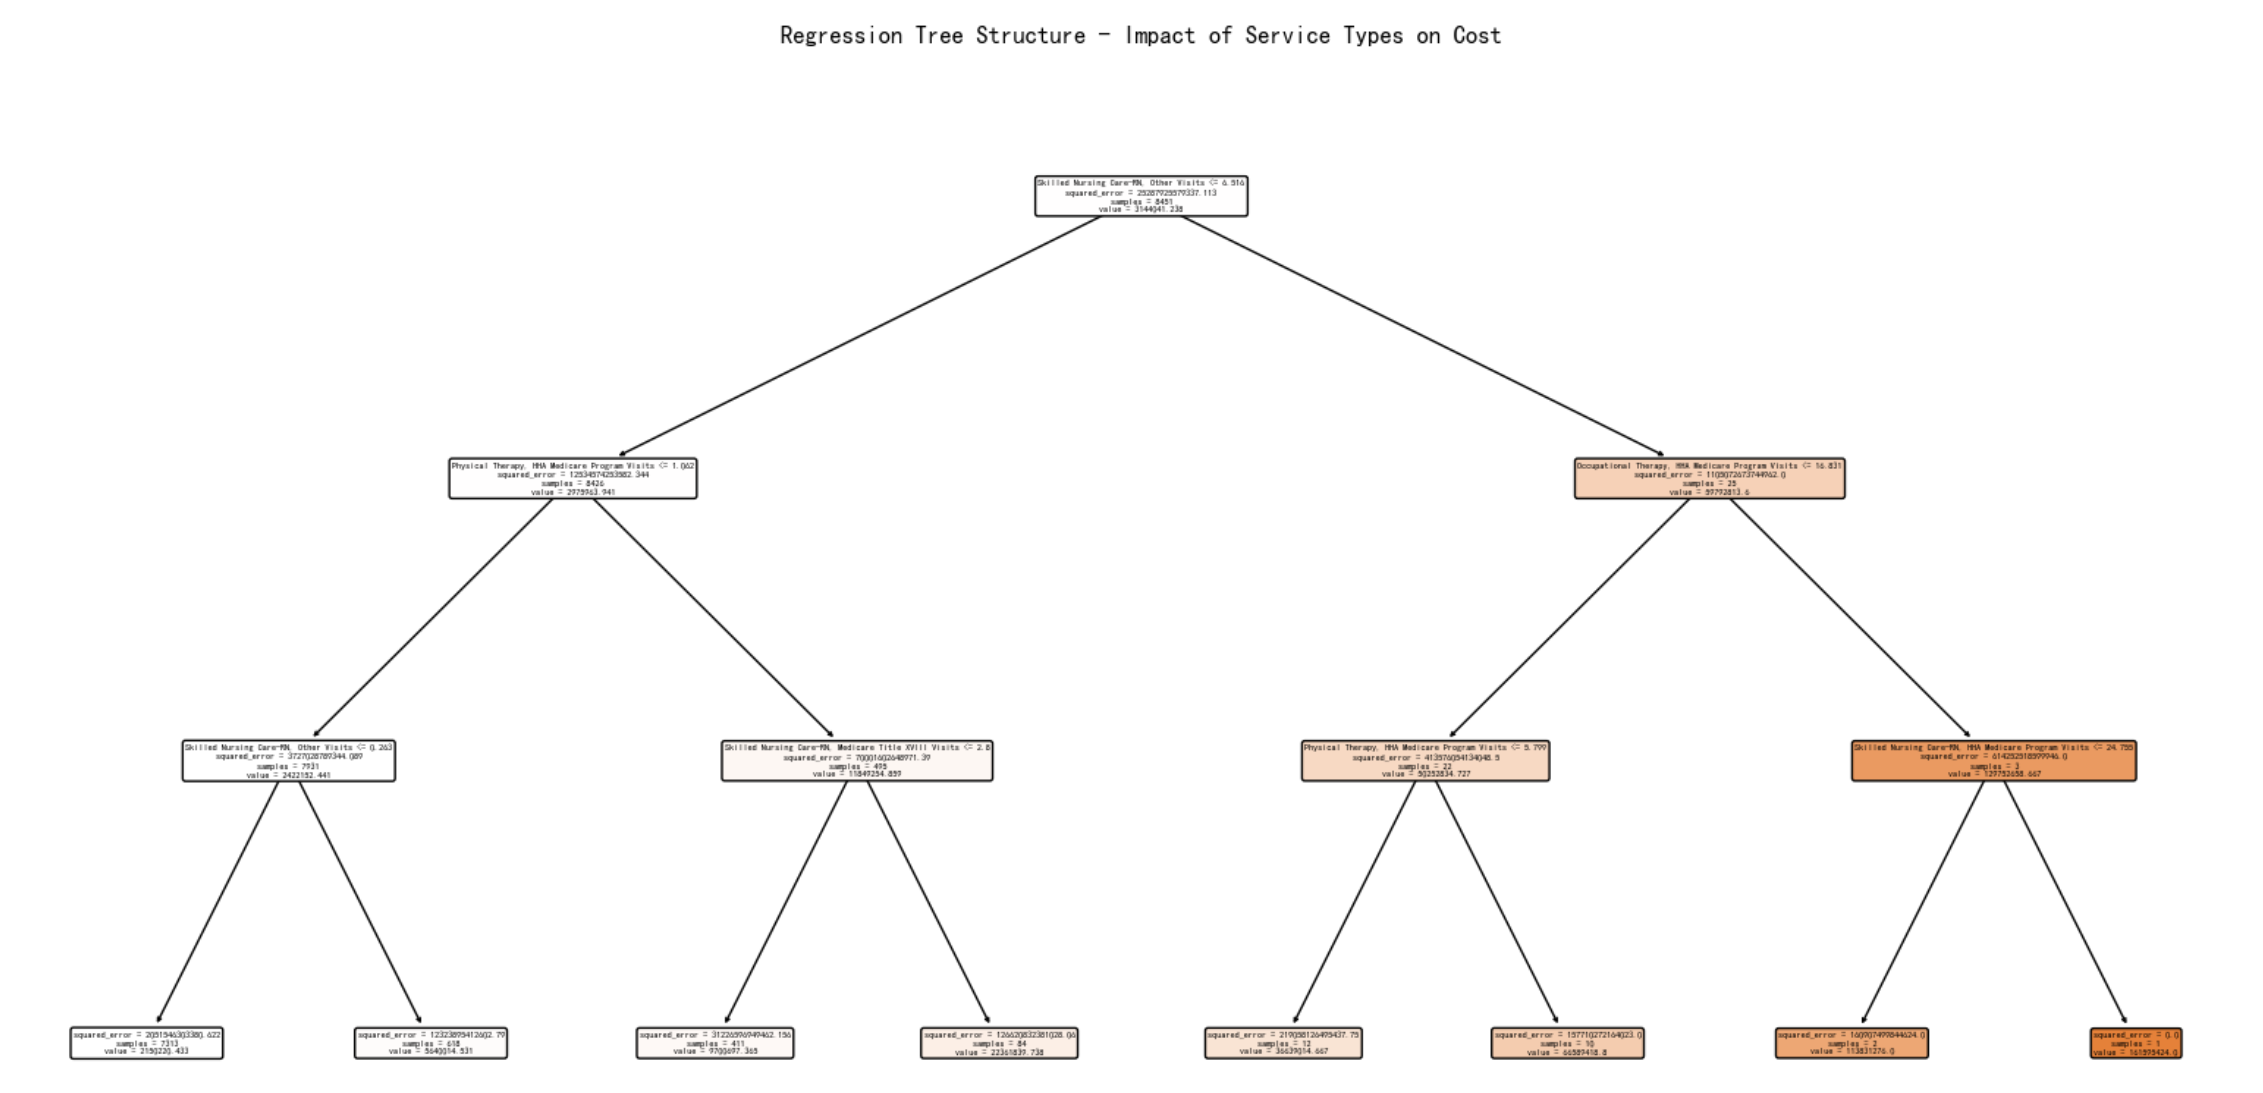 Regression Tree Structure - Impact of Service Types on Cost
Skilled Nursing Care-RN, Other Visits <= 6.516
squared_error = 25287925579337.113
samples = 8451
value = 3144041.238
Physical Therapy, HHA Medicare Program Visits <= 1.062
squared_error = 12534574253582.344
samples = 8426
value = 2975963.941
Occupational Therapy, HHA Medicare Program Visits <= 16.831
squared_error = 1105072673744962.0
samples = 25
value = 59792813.6
Skilled Nursing Care-RN, Other Visits <= 0.263
squared_error = 3727028789344.089
samples = 7931
value = 2422152.441
Skilled Nursing Care-RN, Medicare Title XVIII Visits <= 2.8
squared_error = 70001602648971.39
samples = 495
value = 11849254.859
Physical Therapy, HHA Medicare Program Visits <= 5.799
squared_error = 413576054134048.5
samples = 22
value = 50252834.727
Skilled Nursing Care-RN, HHA Medicare Program Visits <= 24.755
squared_error = 614252518599946.0
samples = 3
value = 129752658.667
squared_error = 2051546303380.622
samples = 7313
value = 2150220.433
squared_error = 12323895412602.79
samples = 618
value = 5640014.531
squared_error = 31226596949462.156
samples = 411
value = 9700697.365
squared_error = 126620832381028.06
samples = 84
value = 22361839.738
squared_error = 219058126495437.75
samples = 12
value = 36639014.667
squared_error = 157710272164023.0
samples = 10
value = 66589418.8
squared_error = 160907499844624.0
samples = 2
value = 113831276.0
squared_error = 0.0
samples = 1
value = 161595424.0